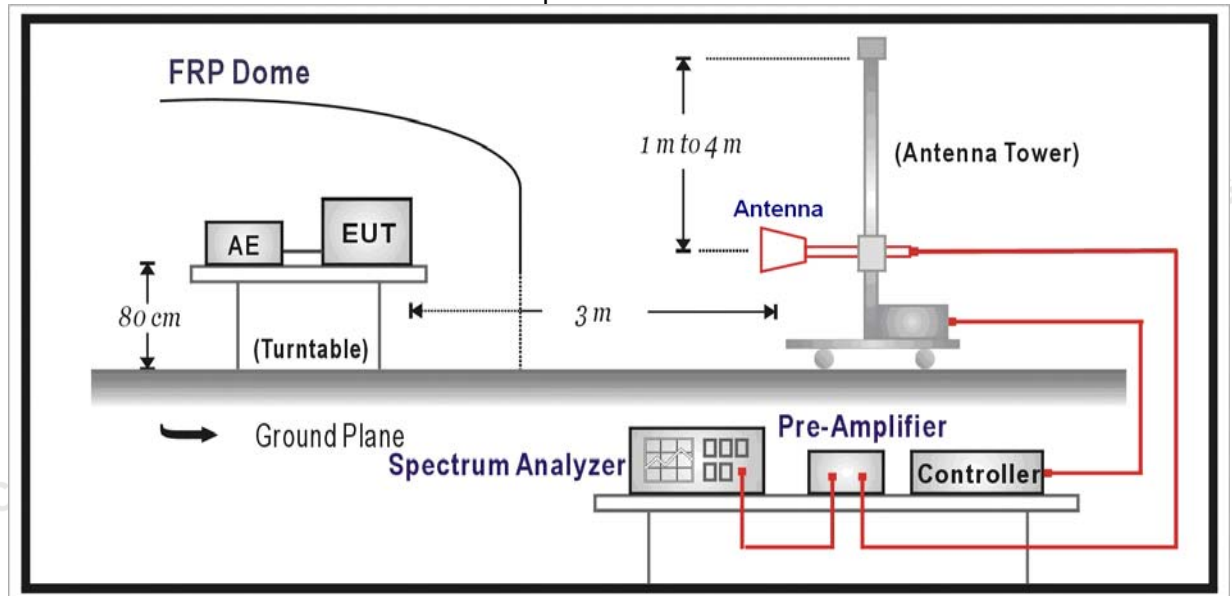 FRP Dome
1 m to 4 m
(Antenna Tower)
Antenna
AE
EUT
80 cm
3 m
(Turntable)
Ground Plane
Pre-Amplifier
Spectrum Analyzer
Controller